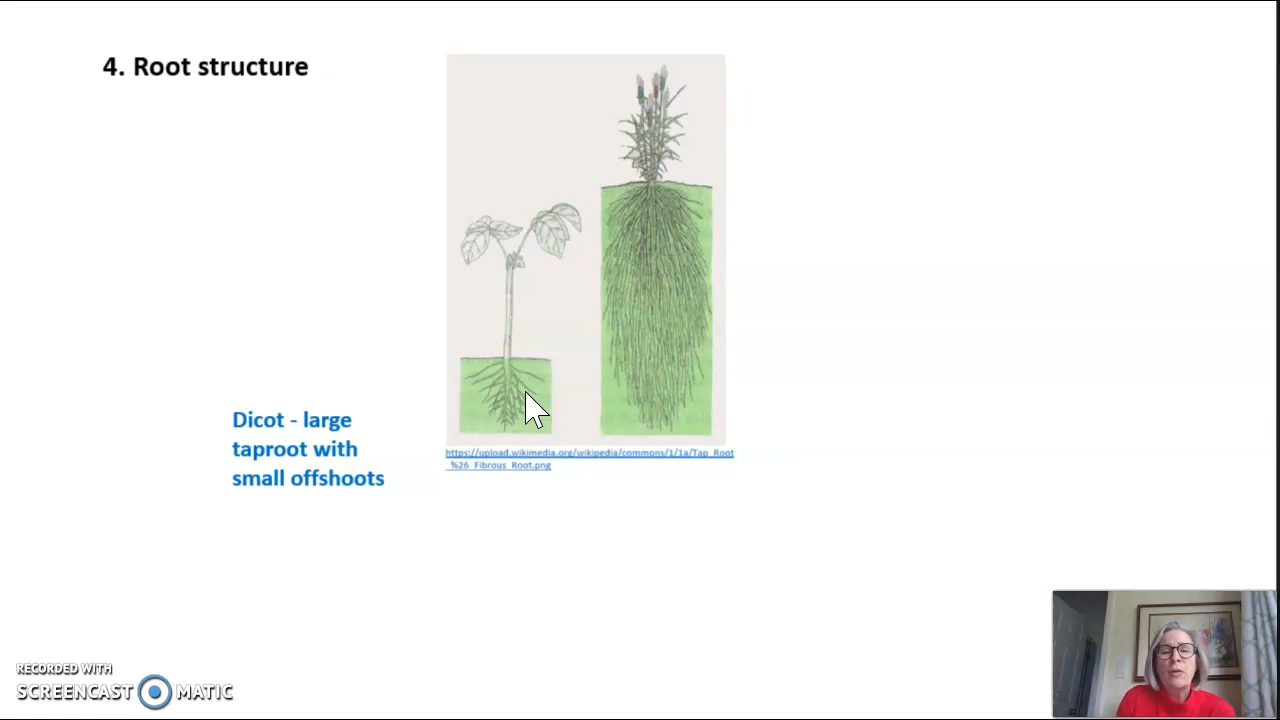 4. Root structure
Dicot - large
taproot with
small offshoots
https://upload.wikimedia.org/wikipedia/commons/1/1a/Tap_Root
_%26_Fibrous_Root.png
RECORDED WITH
SCREENCAST MATIC